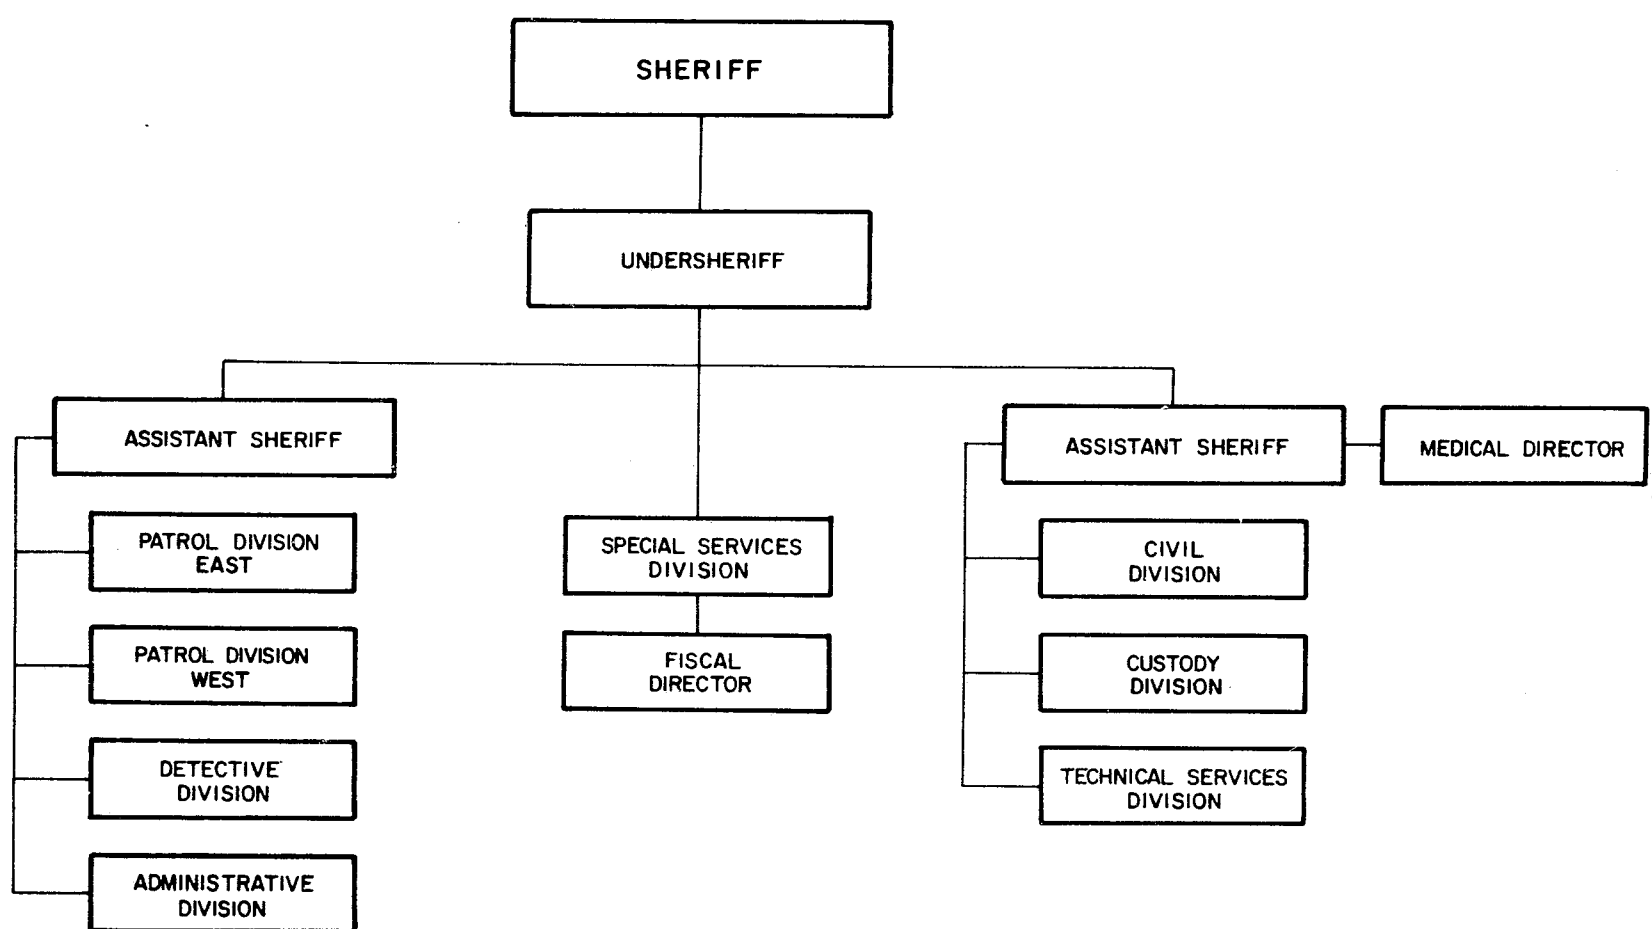 SHERIFF
UNDERSHERIFF
ASSISTANT SHERIFF
PATROL DIVISION
EAST
PATROL DIVISION
WEST
DETECTIVE
DIVISION
ADMINISTRATIVE
DIVISION
SPECIAL SERVICES
DIVISION
FISCAL
DIRECTOR
ASSISTANT SHERIFF
MEDICAL DIRECTOR
CIVIL
DIVISION
CUSTODY
DIVISION
TECHNICAL SERVICES
DIVISION